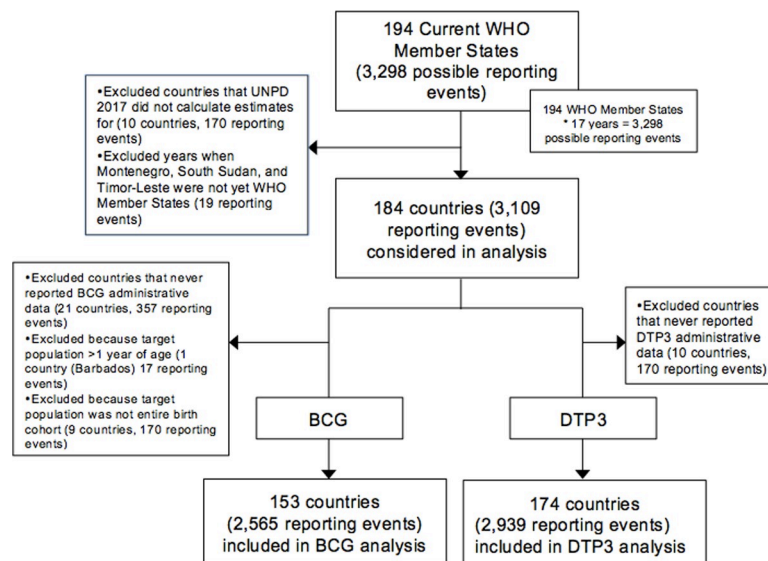 194 Current WHO
Member States
(3,298 possible reporting
events)
194 WHO Member States
* 17 years = 3,298
possible reporting events
•Excluded countries that UNPD
2017 did not calculate estimates
for (10 countries, 170 reporting
events)
•Excluded years when
Montenegro, South Sudan, and
Timor-Leste were not yet WHO
Member States (19 reporting
events)
184 countries (3,109
reporting events)
considered in analysis
•Excluded countries that never
reported BCG administrative
data (21 countries, 357 reporting
events)
•Excluded because target
population >1 year of age (1
country (Barbados) 17 reporting
events)
•Excluded because target
population was not entire birth
cohort (9 countries, 170 reporting
events)
•Excluded countries
that never reported
DTP3 administrative
data (10 countries,
170 reporting events)
BCG
DTP3
153 countries
(2,565 reporting events)
included in BCG analysis
174 countries
(2,939 reporting events)
included in DTP3 analysis